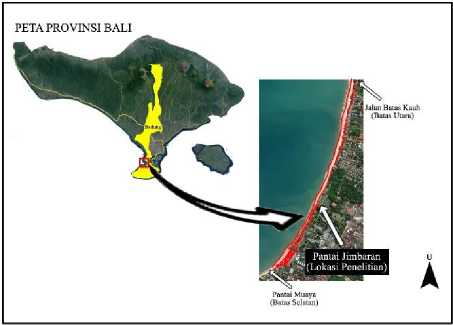 PETA PROVINSI BALI
Badung
Jalan Batas Kauh
(Batas Utara)
Pantai Jimbaran
(Lokasi Penelitian)
U
Pantai Muaya
(Batas Selatan)